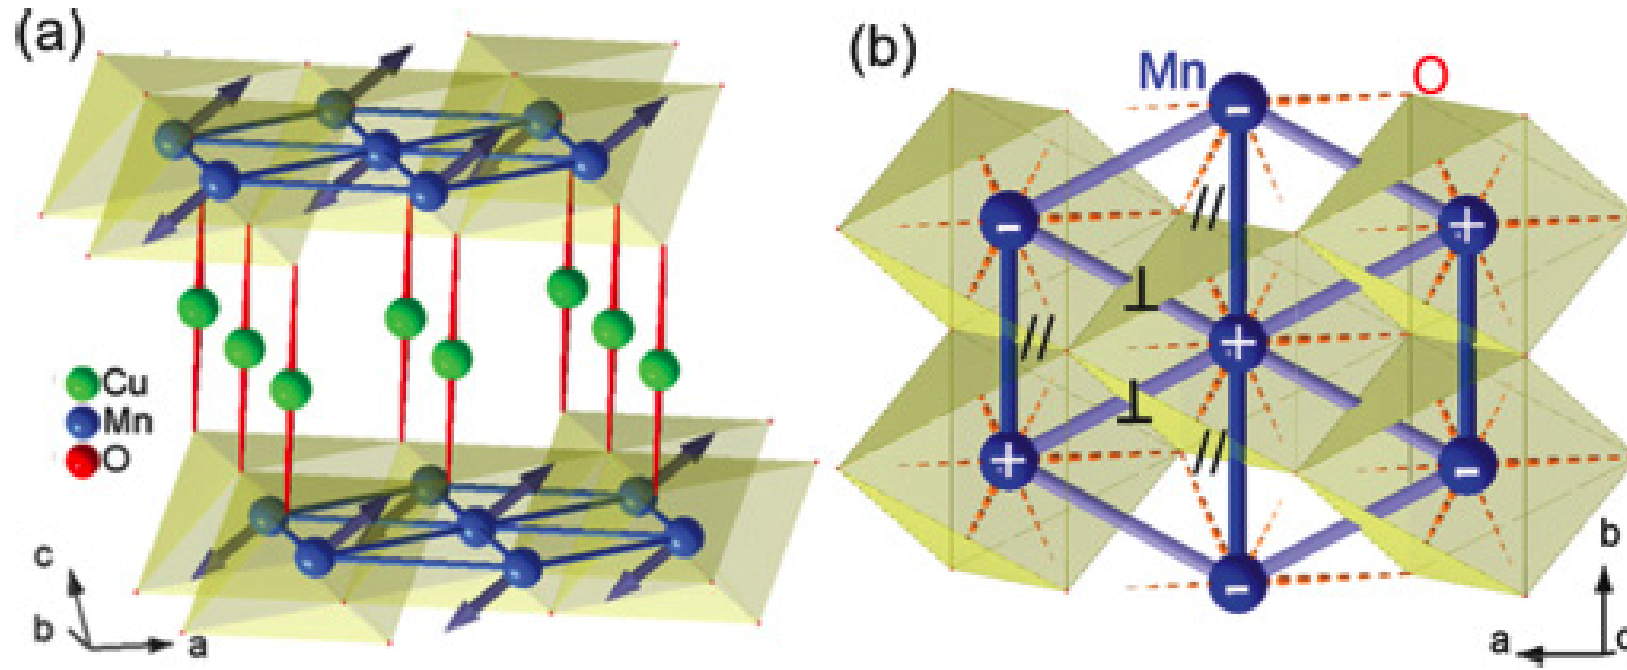 (a)
Cu
Mn
O
c
b
a
(b)
Mn
O
-
-
+
//
⊥
+
//
⊥
+
//
-
-
b
a
c